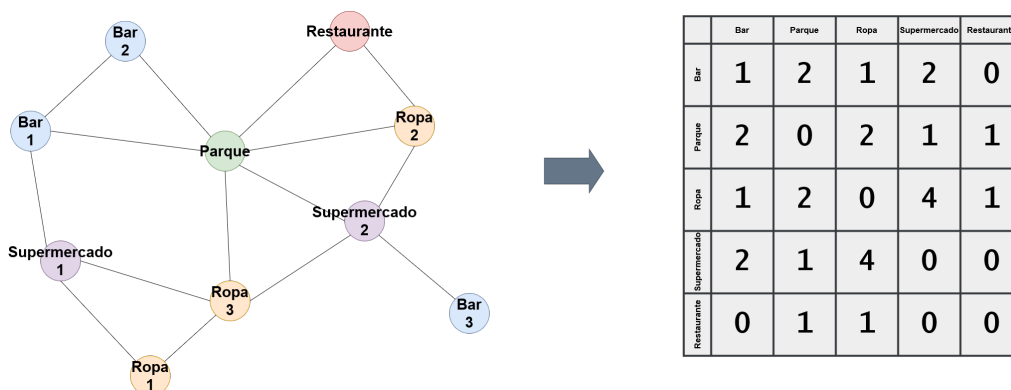 Bar
2
Restaurante
Bar
1
Ropa
2
Parque
Supermercado
2
Supermercado
1
Ropa
3
Bar
3
Ropa
1
Bar Parque Ropa Supermercado Restaurant
Bar 1 2 1 2 0
Parque 2 0 2 1 1
Ropa 1 2 0 4 1
Supermercado 2 1 4 0 0
Restaurante 0 1 1 0 0